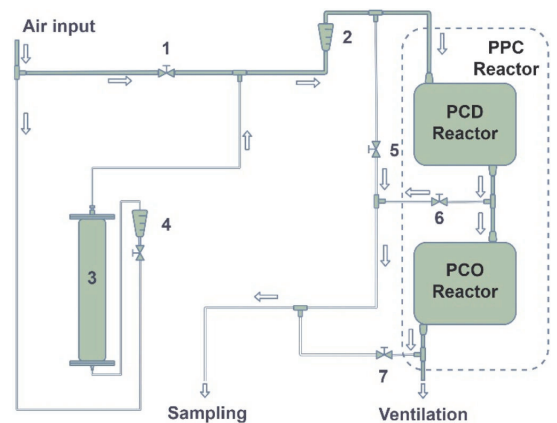 Air input
1
2
PPC
Reactor
PCD
Reactor
5
6
4
3
PCO
Reactor
7
Sampling
Ventilation